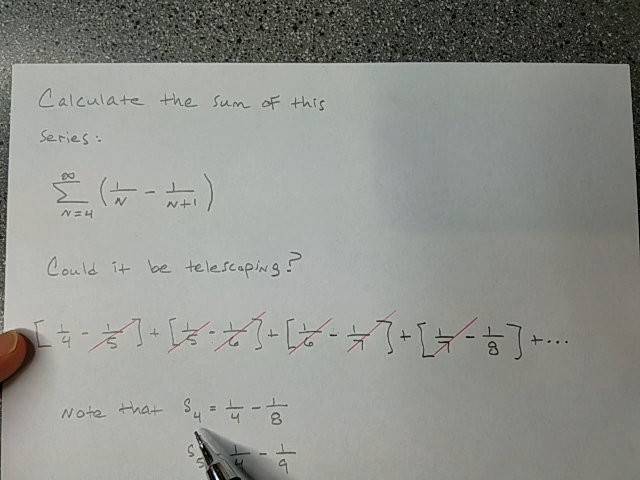 Calculate the sum of this
series:
∞
Σ (1/N - 1/N+1)
N=4
Could it be telescoping?
[1/4 - 1/5] + [1/5 - 1/6] + [1/6 - 1/7] + [1/7 - 1/8] + ...
Note that S4 = 1/4 - 1/8
S5 1/4 - 1/9